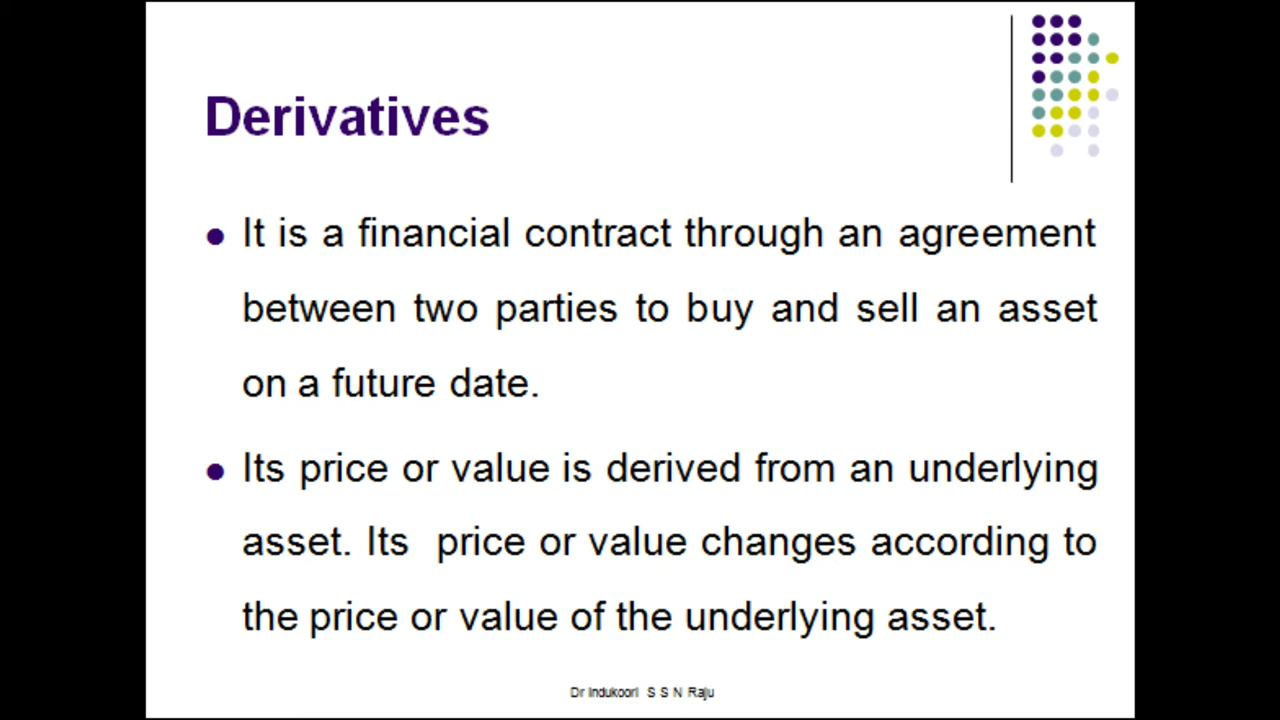 Derivatives
It is a financial contract through an agreement
between two parties to buy and sell an asset
on a future date.
Its price or value is derived from an underlying
asset. Its price or value changes according to
the price or value of the underlying asset.
Dr Indukoori S S N Raju